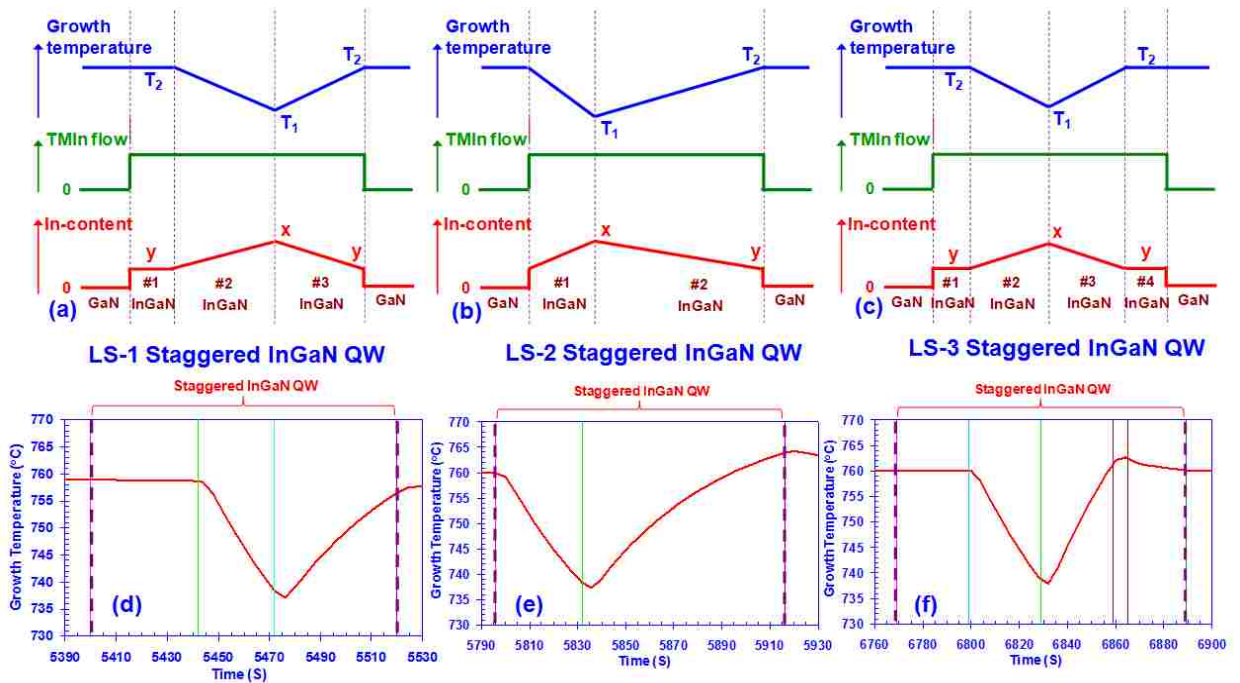 Growth
temperature
T2
T1
T2
TMIn flow
0
In-content
y
x
y
0
GaN
#1
InGaN
#2
InGaN
#3
InGaN
GaN
(a)
LS-1 Staggered InGaN QW
Growth
temperature
T2
T1
TMIn flow
0
In-content
x
y
0
GaN
#1
InGaN
#2
InGaN
GaN
(b)
LS-2 Staggered InGaN QW
Growth
temperature
T2
T1
T2
TMIn flow
0
In-content
y
x
y
0
GaN
#1
InGaN
#2
InGaN
#3
InGaN
#4
InGaN
GaN
(c)
LS-3 Staggered InGaN QW
Staggered InGaN QW
Growth Temperature (°C)
770
765
760
755
750
745
740
735
730
5390 5410 5430 5450 5470 5490 5510 5530
Time (S)
(d)
Staggered InGaN QW
Growth Temperature (°C)
770
765
760
755
750
745
740
735
730
5790 5810 5830 5850 5870 5890 5910 5930
Time (S)
(e)
Staggered InGaN QW
Growth Temperature (°C)
770
765
760
755
750
745
740
735
730
6760 6780 6800 6820 6840 6860 6880 6900
Time (S)
(f)